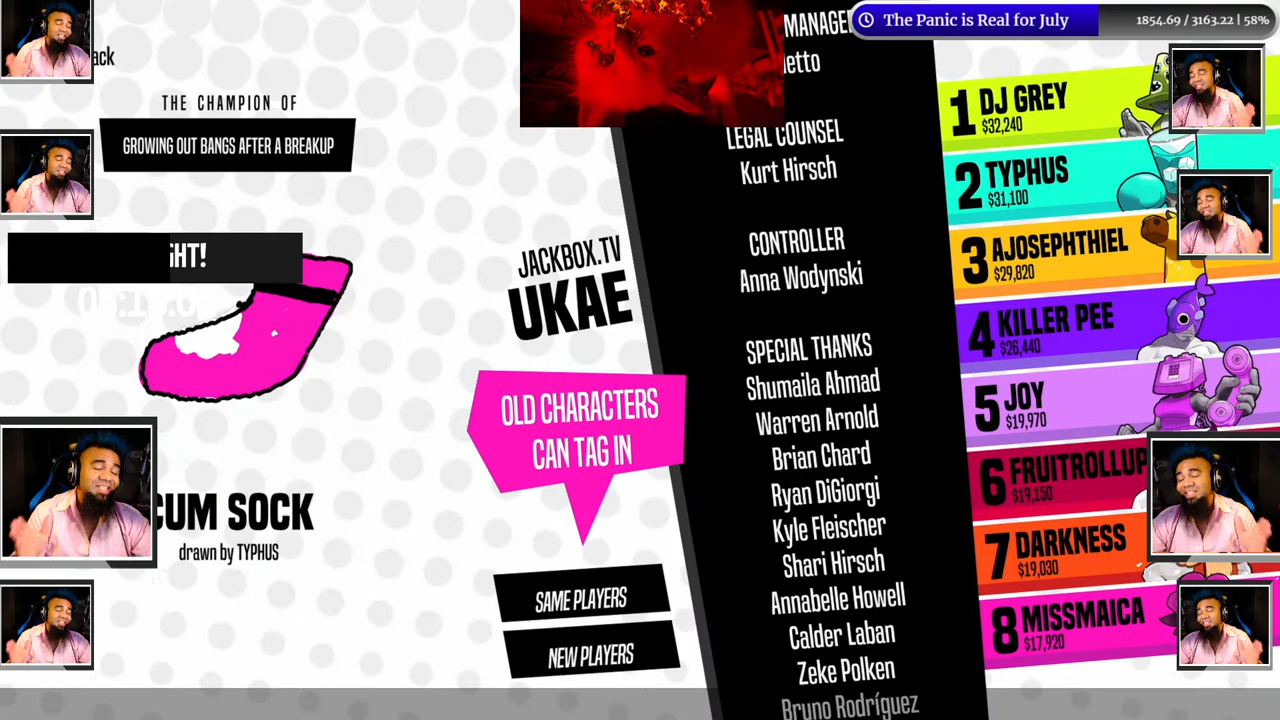 ack
THE CHAMPION OF
GROWING OUT BANGS AFTER A BREAKUP
GHT!
CUM SOCK
drawn by TYPHUS
JACKBOX.TV
UKAE
OLD CHARACTERS
CAN TAG IN
SAME PLAYERS
NEW PLAYERS
MANAGER
etto
LEGAL COUNSEL
Kurt Hirsch
CONTROLLER
Anna Wodynski
SPECIAL THANKS
Shumaila Ahmad
Warren Arnold
Brian Chard
Ryan DiGiorgi
Kyle Fleischer
Shari Hirsch
Annabelle Howell
Calder Laban
Zeke Polken
Bruno Rodríguez
The Panic is Real for July
1854.69 / 3163.22 | 58%
1 DJ GREY
$32,240
2 TYPHUS
$31,100
3 AJOSEPHTHIEL
$29,820
4 KILLER PEE
$26,440
5 JOY
$19,970
6 FRUITROLLUP
$19,150
7 DARKNESS
$19,030
8 MISSMAICA
$17,920